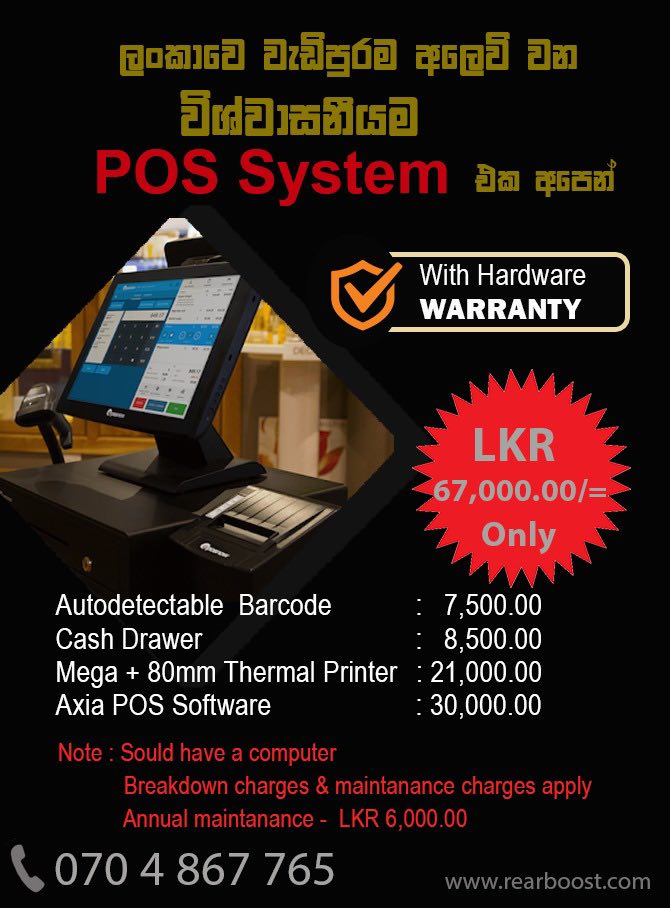 ලංකාවෙ වැඩිපුරම අලෙවි වන
විශ්වාසනීයම
POS System එක අපෙන්
With Hardware
WARRANTY
LKR
67,000.00/=
Only
Autodetectable Barcode : 7,500.00
Cash Drawer : 8,500.00
Mega + 80mm Thermal Printer : 21,000.00
Axia POS Software : 30,000.00
Note : Sould have a computer
Breakdown charges & maintanance charges apply
Annual maintanance - LKR 6,000.00
070 4 867 765
www.rearboost.com